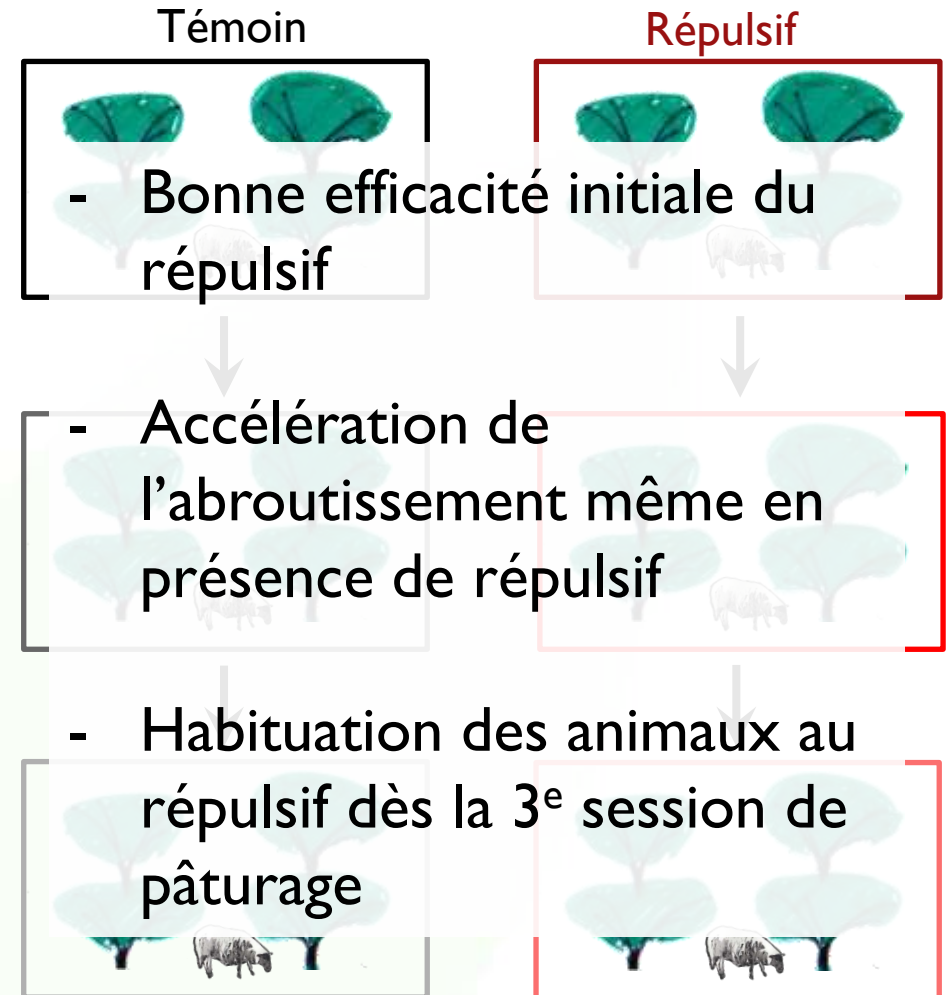 Témoin
Répulsif
- Bonne efficacité initiale du
répulsif
- Accélération de
l’abroutissement même en
présence de répulsif
- Habituation des animaux au
répulsif dès la 3e session de
pâturage